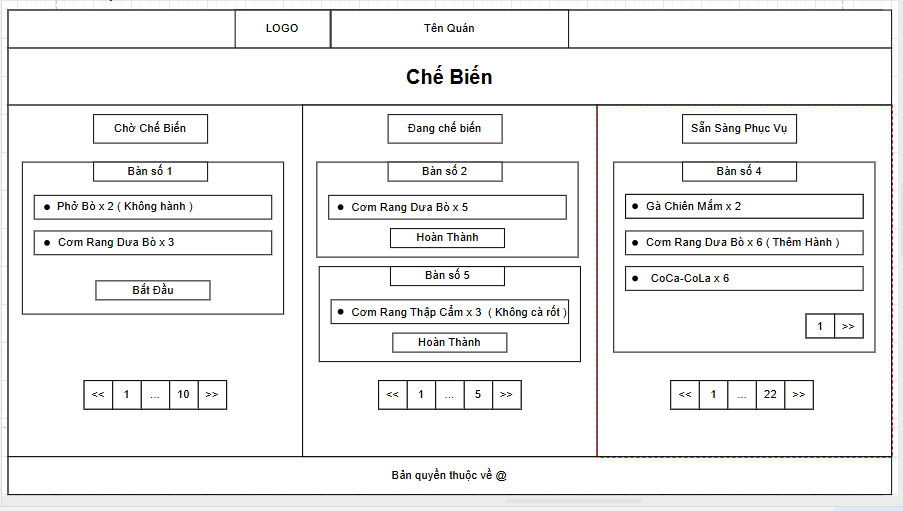 LOGO
Tên Quán
Chế Biến
Chờ Chế Biến
Bàn số 1
Phở Bò x 2 ( Không hành )
Cơm Rang Dưa Bò x 3
Bắt Đầu
<< 1 ... 10 >>
Đang chế biến
Bàn số 2
Cơm Rang Dưa Bò x 5
Hoàn Thành
Bàn số 5
Cơm Rang Thập Cẩm x 3 ( Không cà rốt )
Hoàn Thành
<< 1 ... 5 >>
Sẵn Sàng Phục Vụ
Bàn số 4
Gà Chiên Mắm x 2
Cơm Rang Dưa Bò x 6 ( Thêm Hành )
CoCa-CoLa x 6
1 >>
<< 1 ... 22 >>
Bản quyền thuộc về @